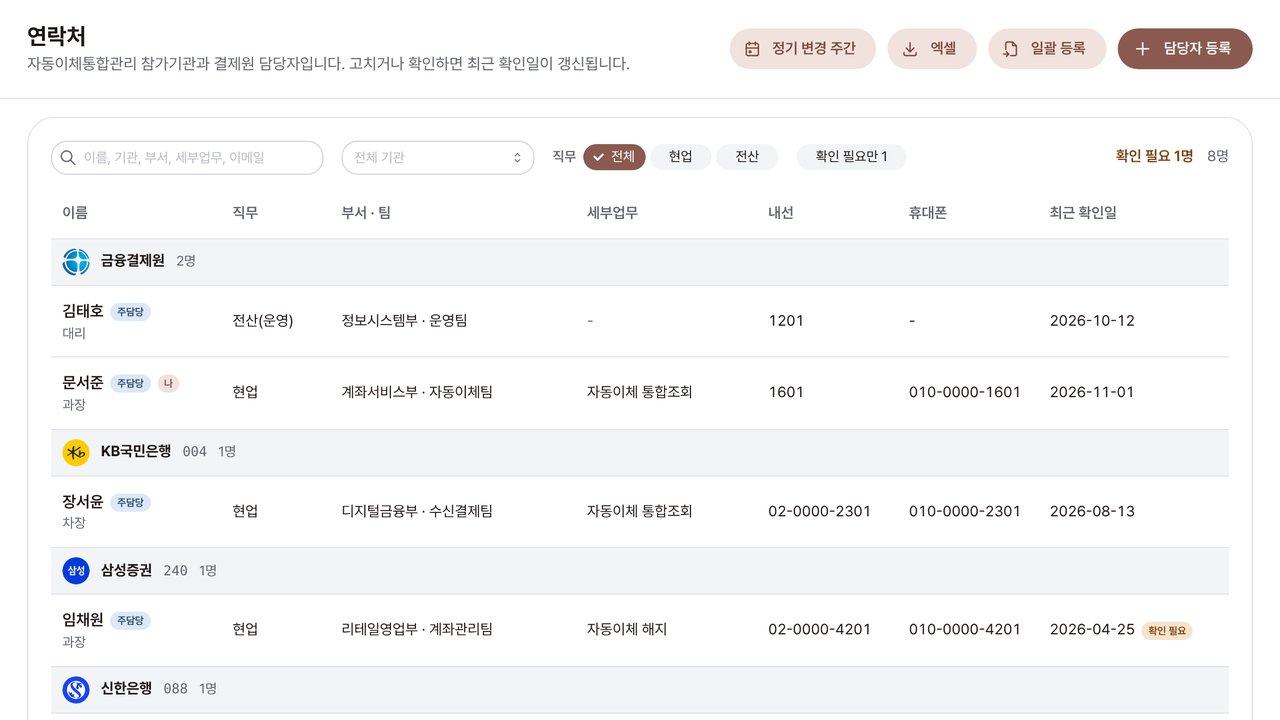 연락처
자동이체통합관리 참가기관과 결제원 담당자입니다. 고치거나 확인하면 최근 확인일이 갱신됩니다.
정기 변경 주간 엑셀 일괄 등록 담당자 등록
이름, 기관, 부서, 세부업무, 이메일 전체 기관 직무 전체 현업 전산 확인 필요만 1 확인 필요 1명 8명
이름 직무 부서 · 팀 세부업무 내선 휴대폰 최근 확인일
금융결제원 2명
김태호 주담당
대리
전산(운영) 정보시스템부 · 운영팀 - 1201 - 2026-10-12
문서준 주담당 나
과장
현업 계좌서비스부 · 자동이체팀 자동이체 통합조회 1601 010-0000-1601 2026-11-01
KB국민은행 004 1명
장서윤 주담당
차장
현업 디지털금융부 · 수신결제팀 자동이체 통합조회 02-0000-2301 010-0000-2301 2026-08-13
삼성 삼성증권 240 1명
임채원 주담당
과장
현업 리테일영업부 · 계좌관리팀 자동이체 해지 02-0000-4201 010-0000-4201 2026-04-25 확인 필요
신한은행 088 1명